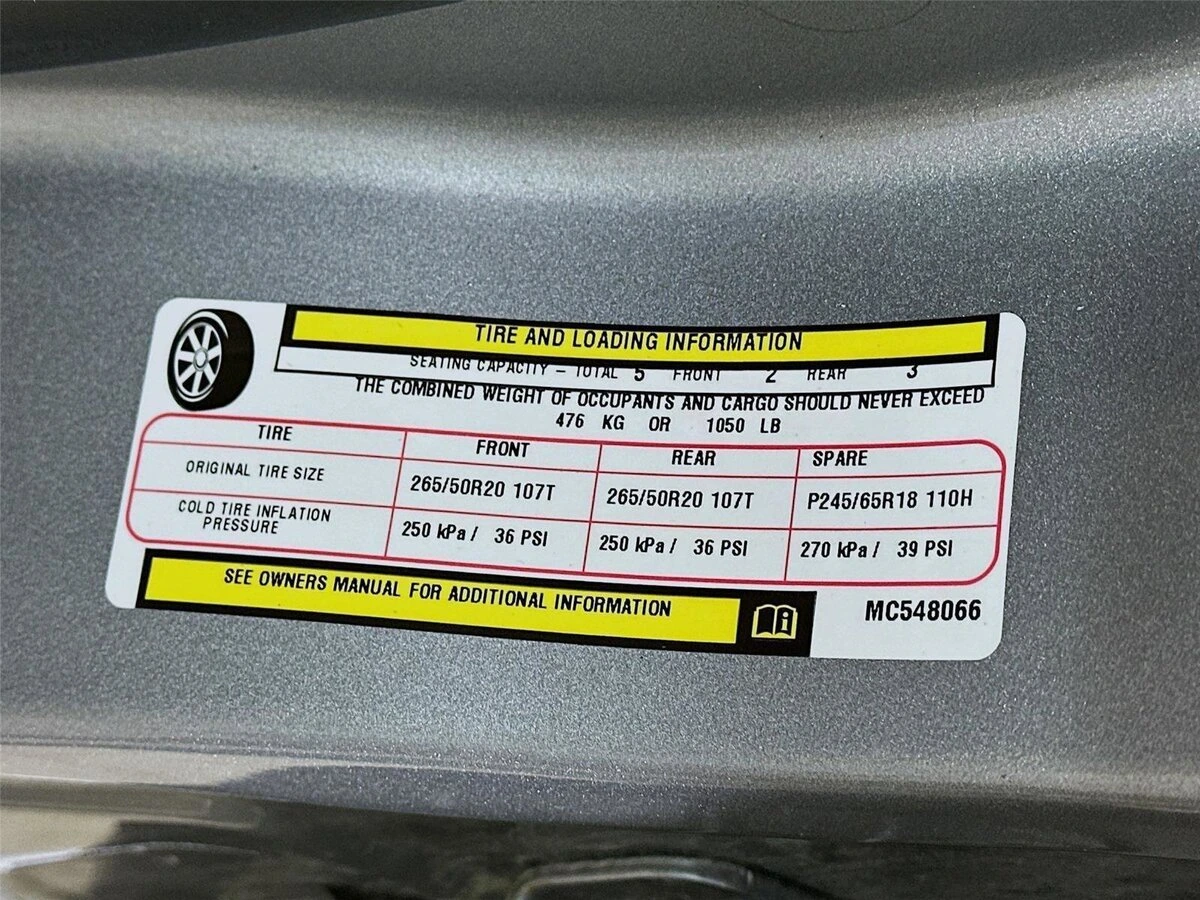 TIRE AND LOADING INFORMATION
SEATING CAPACITY – TOTAL 5 FRONT 2 REAR 3
THE COMBINED WEIGHT OF OCCUPANTS AND CARGO SHOULD NEVER EXCEED
476 KG OR 1050 LB
TIRE FRONT REAR SPARE
ORIGINAL TIRE SIZE 265/50R20 107T 265/50R20 107T P245/65R18 110H
COLD TIRE INFLATION
PRESSURE 250 kPa / 36 PSI 250 kPa / 36 PSI 270 kPa / 39 PSI
SEE OWNERS MANUAL FOR ADDITIONAL INFORMATION
MC548066